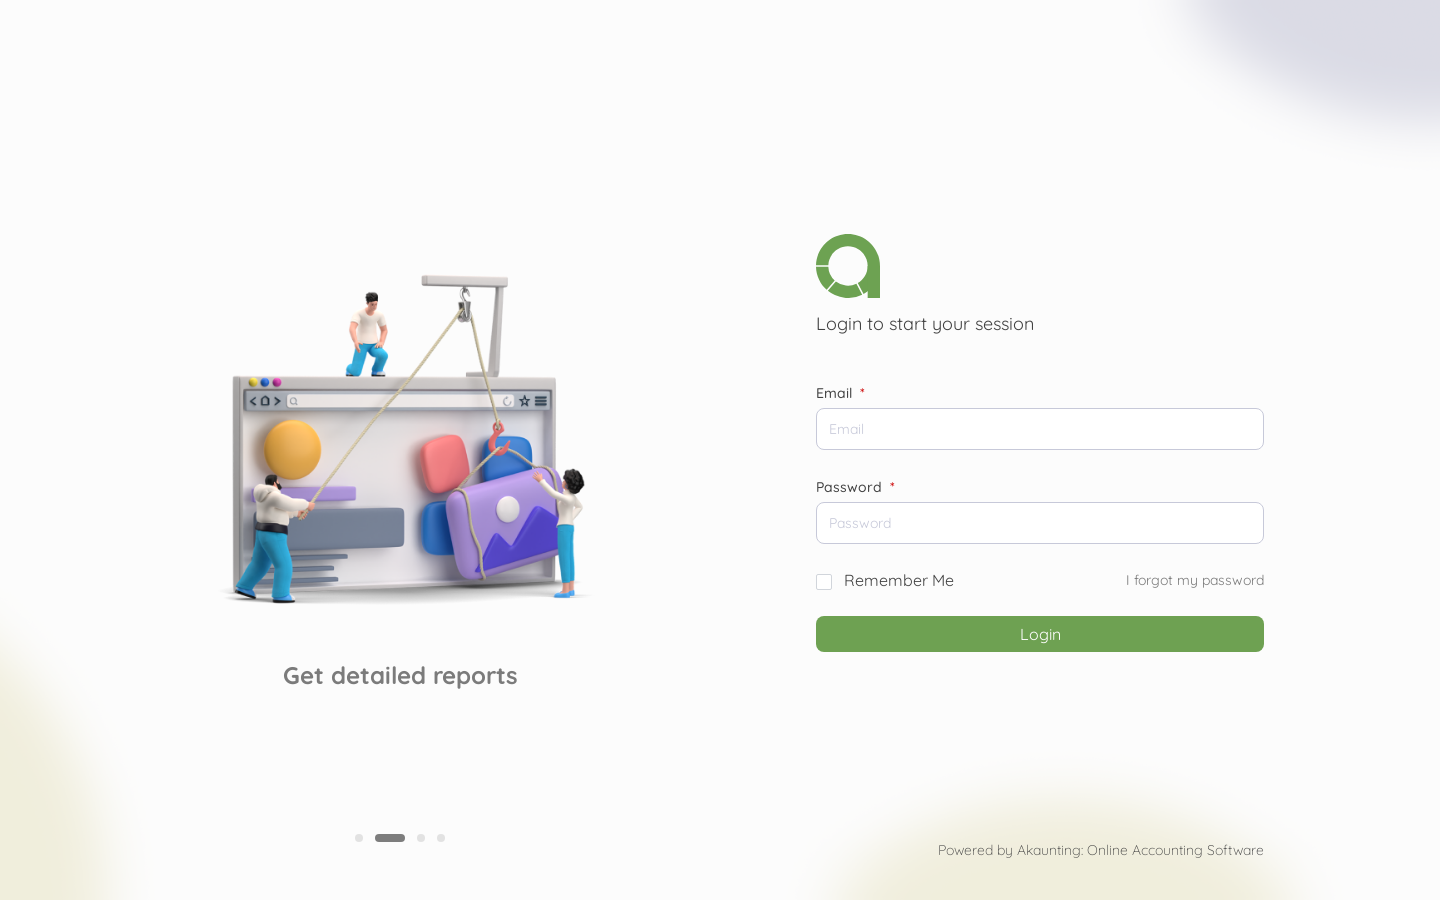 Login to start your session
Email *
Email
Password *
Password
Remember Me
I forgot my password
Login
Get detailed reports
Powered by Akaunting: Online Accounting Software